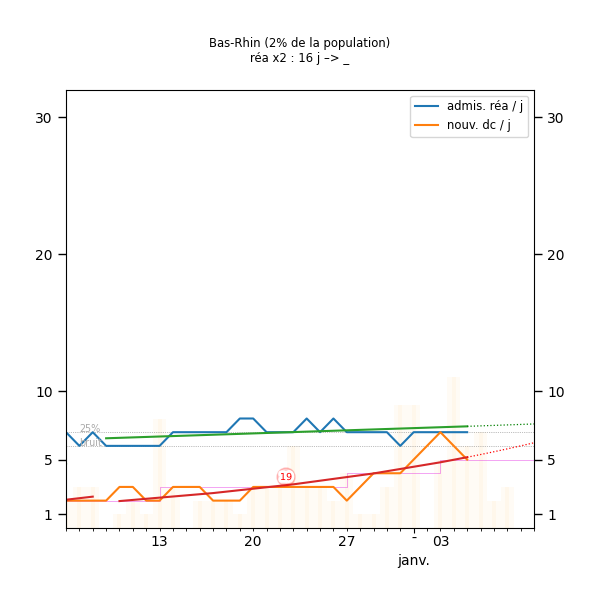 Bas-Rhin (2% de la population)
réa x2 : 16 j –> _
admis. réa / j
nouv. dc / j
30
30
20
20
10
10
25%
bruit
5
5
19
1
1
13
20
27
-
03
janv.